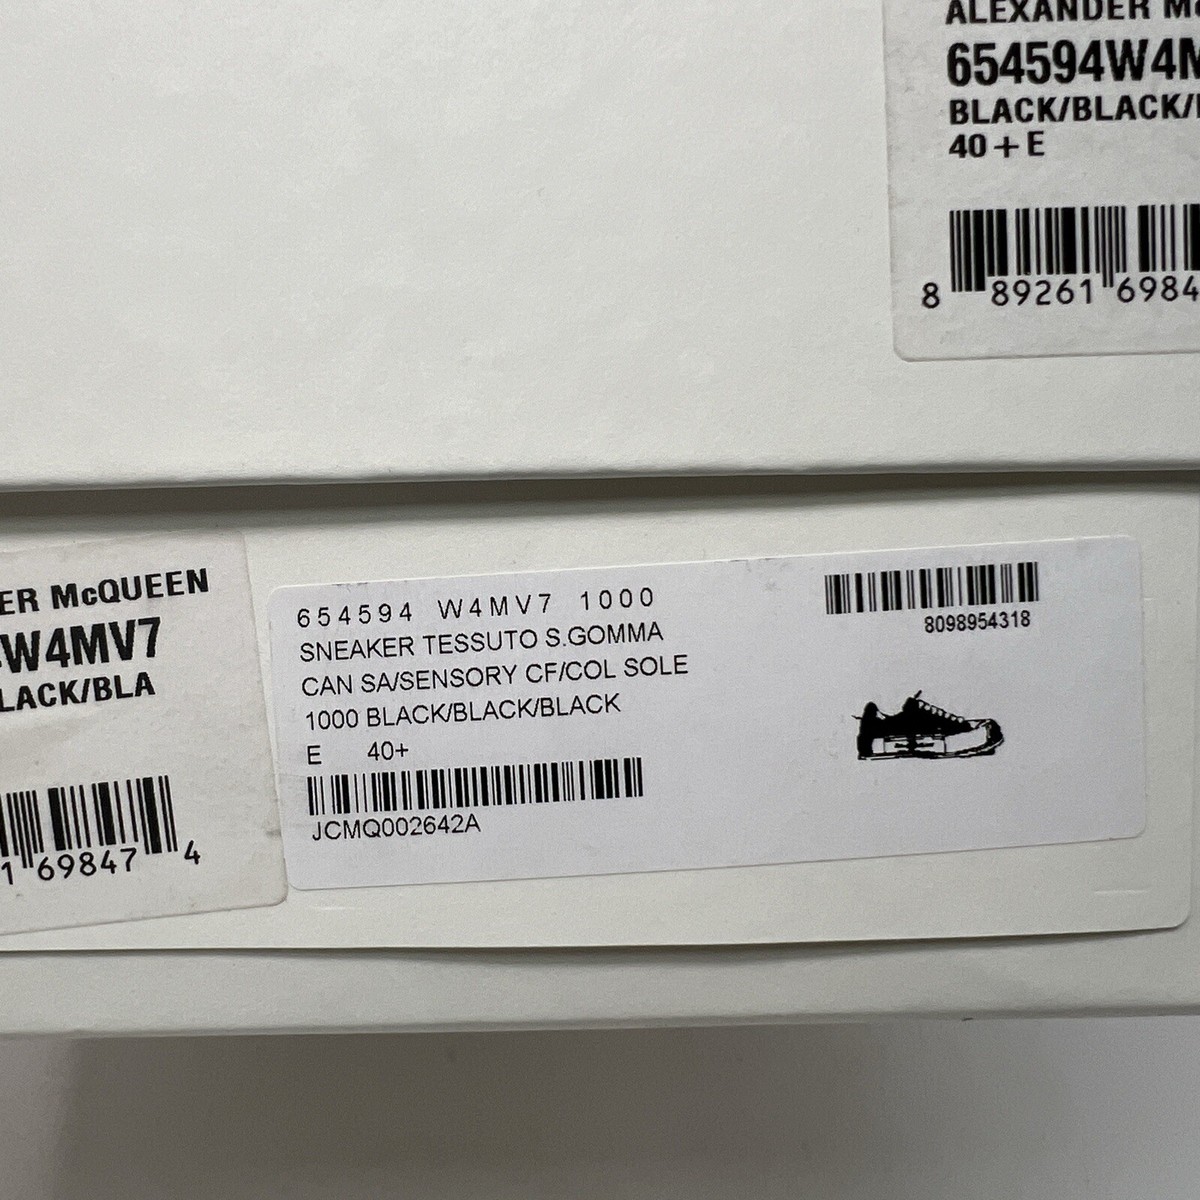 ALEXANDER Mc
654594W4M
BLACK/BLACK/
40+E
8 89261 6984
ER McQUEEN
W4MV7
LACK/BLA
1 69847 4
654594 W4MV7 1000
SNEAKER TESSUTO S.GOMMA
CAN SA/SENSORY CF/COL SOLE
1000 BLACK/BLACK/BLACK
E 40+
JCMQ002642A
8098954318